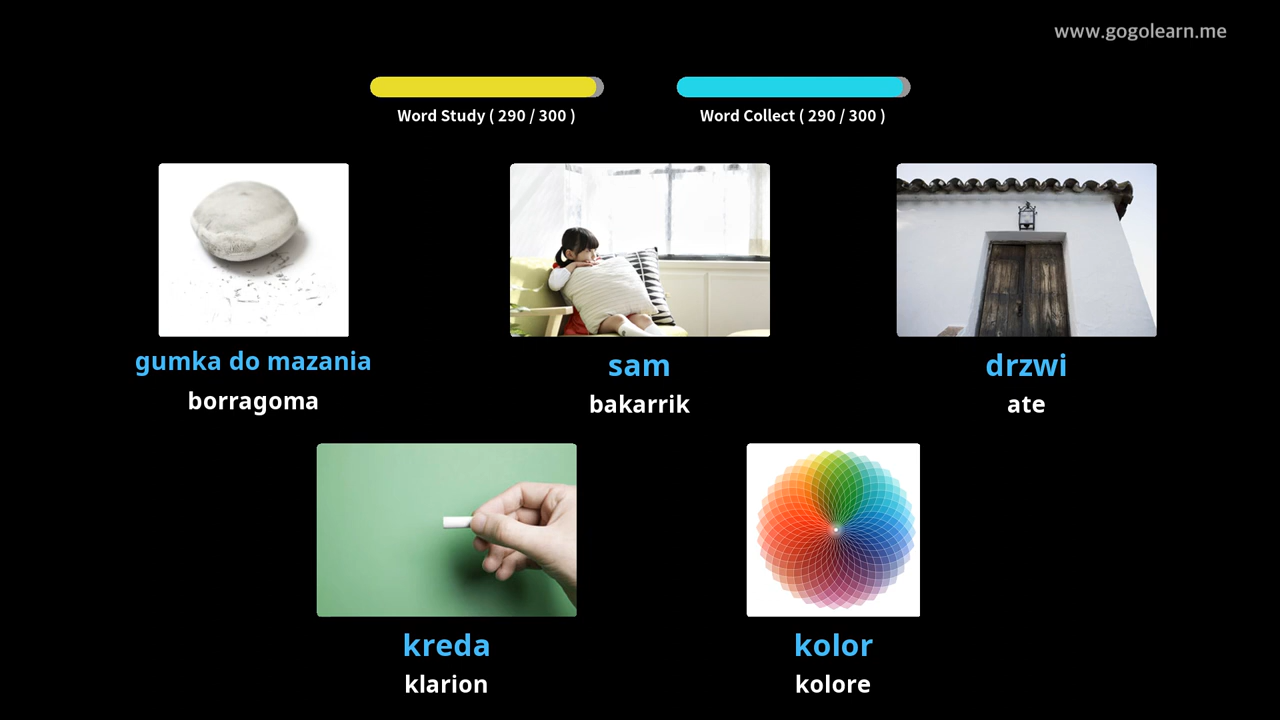 www.gogolearn.me
Word Study ( 290 / 300 )
Word Collect ( 290 / 300 )
gumka do mazania
borragoma
sam
bakarrik
drzwi
ate
kreda
klarion
kolor
kolore